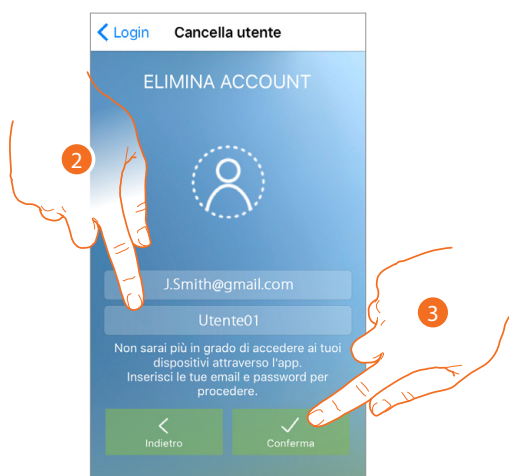 Login Cancella utente
ELIMINA ACCOUNT
2
J.Smith@gmail.com
Utente01
3
Non sarai più in grado di accedere ai tuoi
dispositivi attraverso l'app.
Inserisci le tue email e password per
procedere.
Indietro Conferma